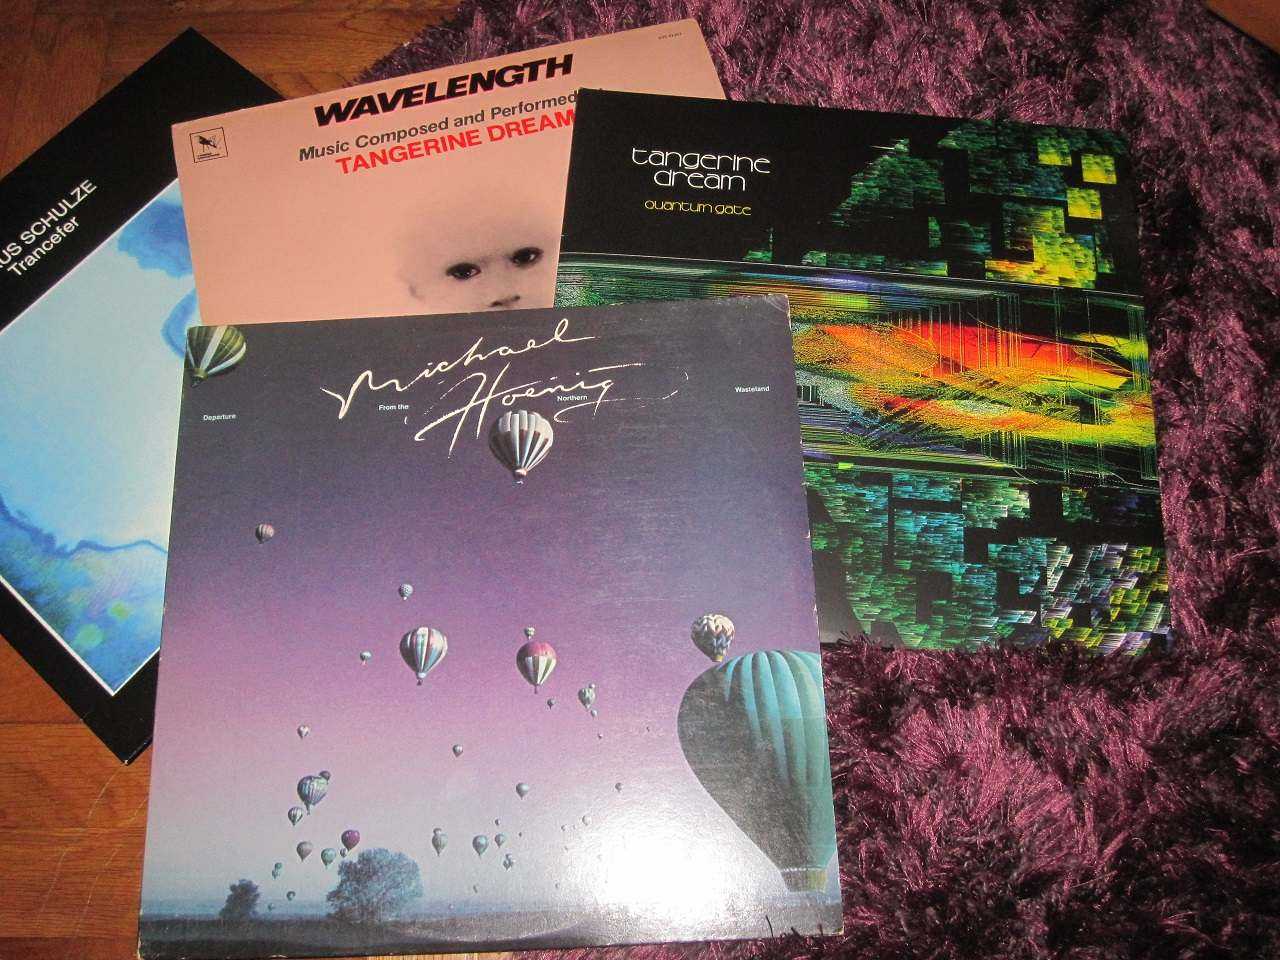 US SCHULZE
Trancefer
WAVELENGTH
Music Composed and Performed
TANGERINE DREAM
tangerine
dream
quantum gate
Michael
Hoenig
Departure From the Northern Wasteland